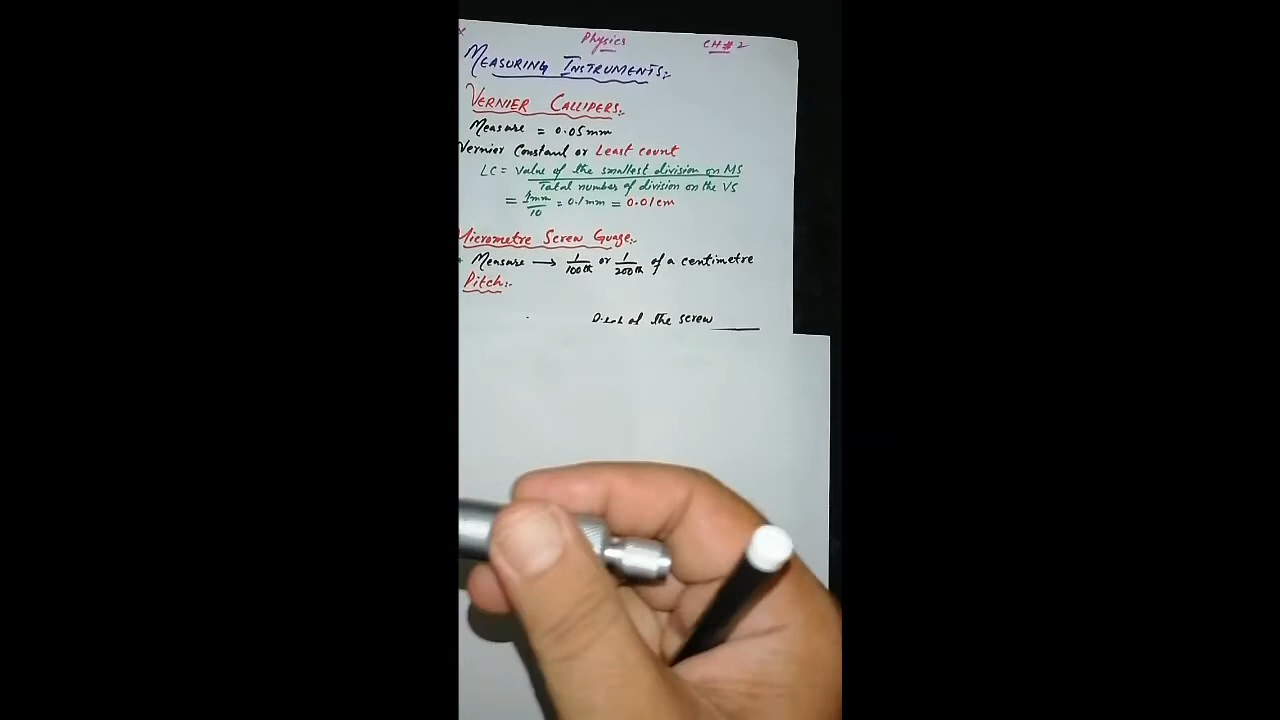 Physics CH#2
MEASURING INSTRUMENTS:-
VERNIER CALLIPERS:-
Measure = 0.05mm
Vernier Constant or Least count
LC = Value of the smallest division on MS
Total number of division on the VS
= 1mm/10 = 0.1mm = 0.01cm
Micrometre Screw Guage:-
* Measure → 1/100th or 1/200th of a centimetre
Pitch:-
of the screw